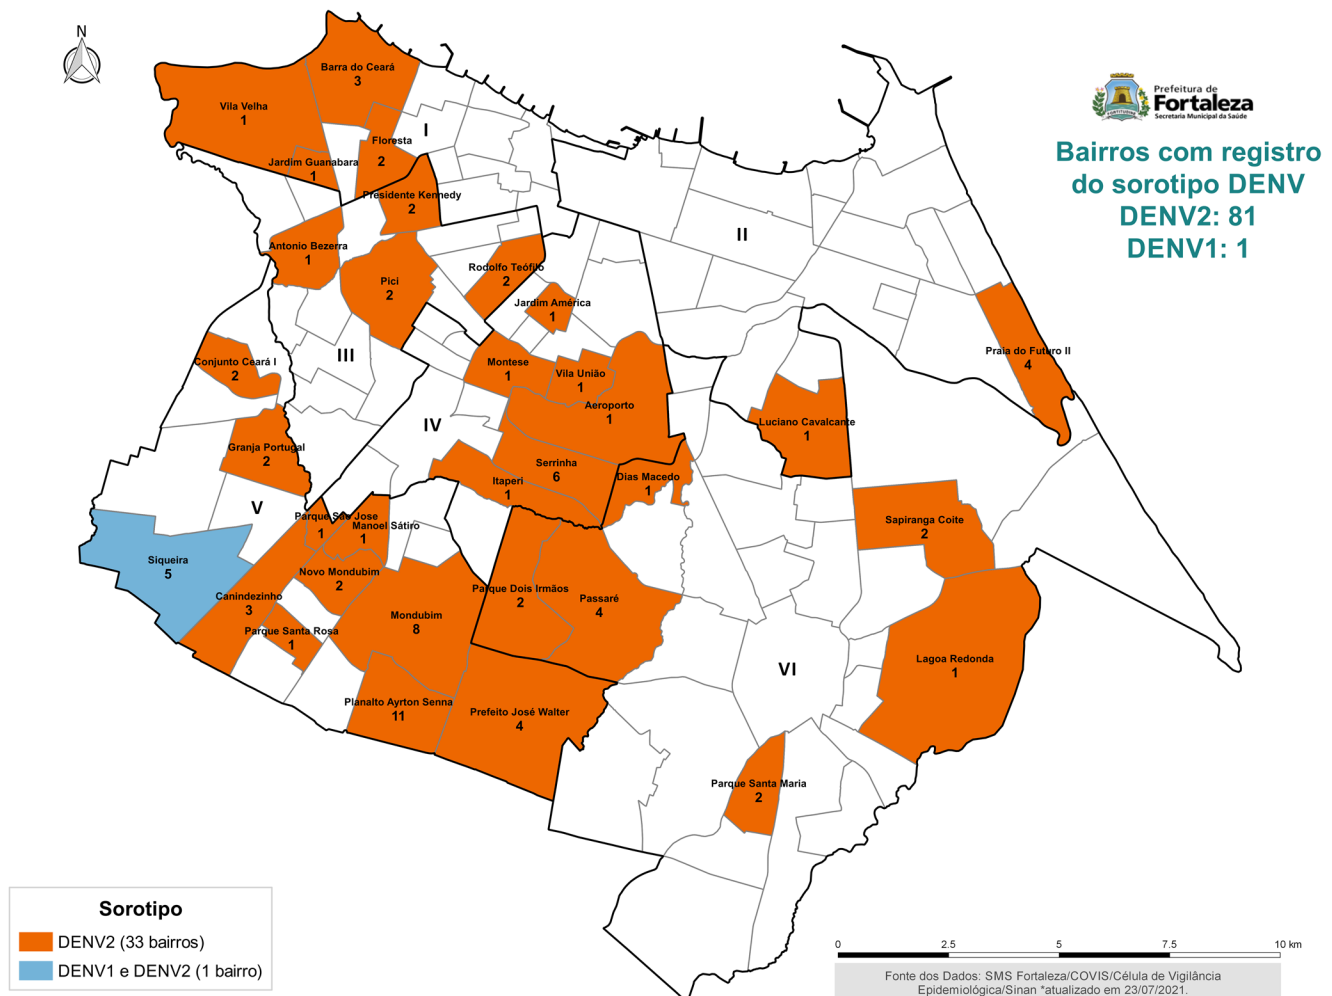 N
Prefeitura de
Fortaleza
Secretaria Municipal da Saúde
FORTITUDINE
Bairros com registro
do sorotipo DENV
DENV2: 81
DENV1: 1
Barra do Ceará
3
Vila Velha
1
I
Floresta
2
Jardim Guanabara
1
Presidente Kennedy
2
II
Antonio Bezerra
1
Rodolfo Teófilo
2
Pici
2
Jardim América
1
III
Praia do Futuro II
4
Conjunto Ceará I
2
Montese
1
Vila União
1
Aeroporto
1
Luciano Cavalcante
1
IV
Granja Portugal
2
Serrinha
6
Itaperi
1
Dias Macedo
1
V
Parque São Jose
1
Manoel Sátiro
1
Sapiranga Coite
2
Siqueira
5
Novo Mondubim
2
Canindezinho
3
Parque Dois Irmãos
2
Passaré
4
Mondubim
8
Parque Santa Rosa
1
VI
Lagoa Redonda
1
Planalto Ayrton Senna
11
Prefeito José Walter
4
Parque Santa Maria
2
Sorotipo
DENV2 (33 bairros)
DENV1 e DENV2 (1 bairro)
0 2.5 5 7.5 10 km
Fonte dos Dados: SMS Fortaleza/COVIS/Célula de Vigilância
Epidemiológica/Sinan *atualizado em 23/07/2021.